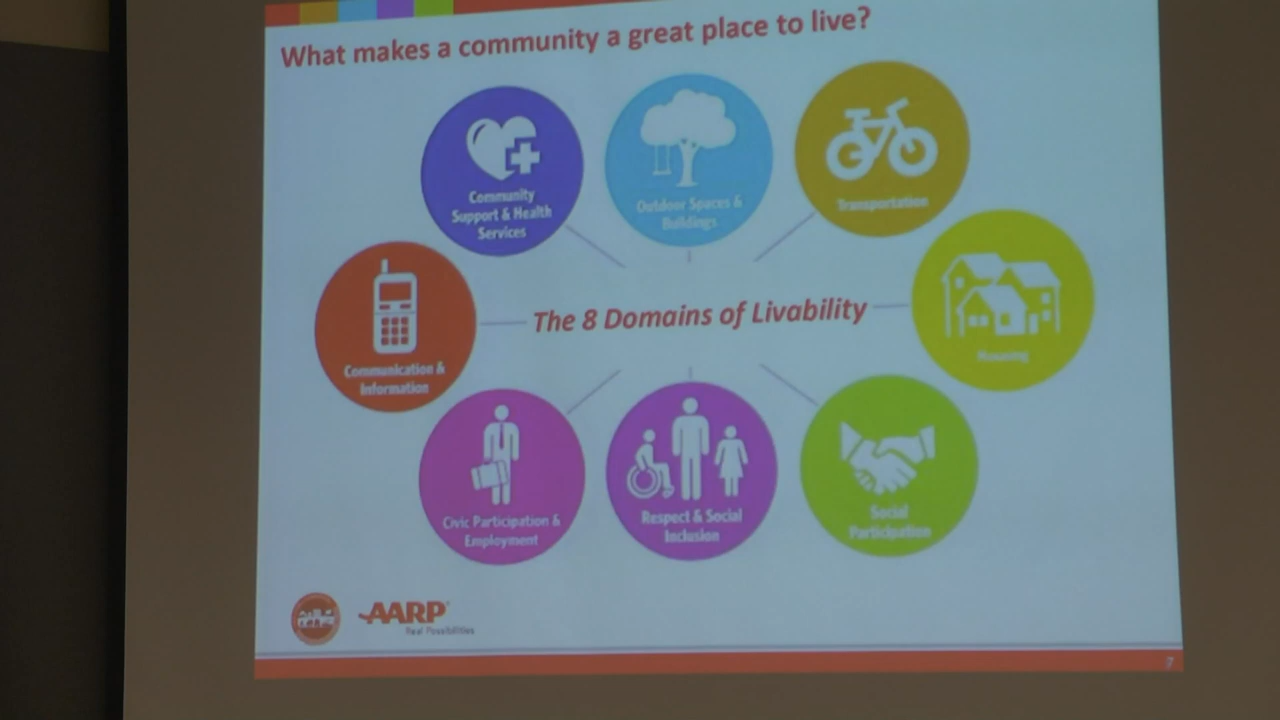 What makes a community a great place to live?
Community
Support & Health
Services
Outdoor Spaces &
Buildings
Transportation
Communication &
Information
The 8 Domains of Livability
Housing
Civic Participation &
Employment
Respect & Social
Inclusion
Social
Participation
AARP
Real Possibilities
7